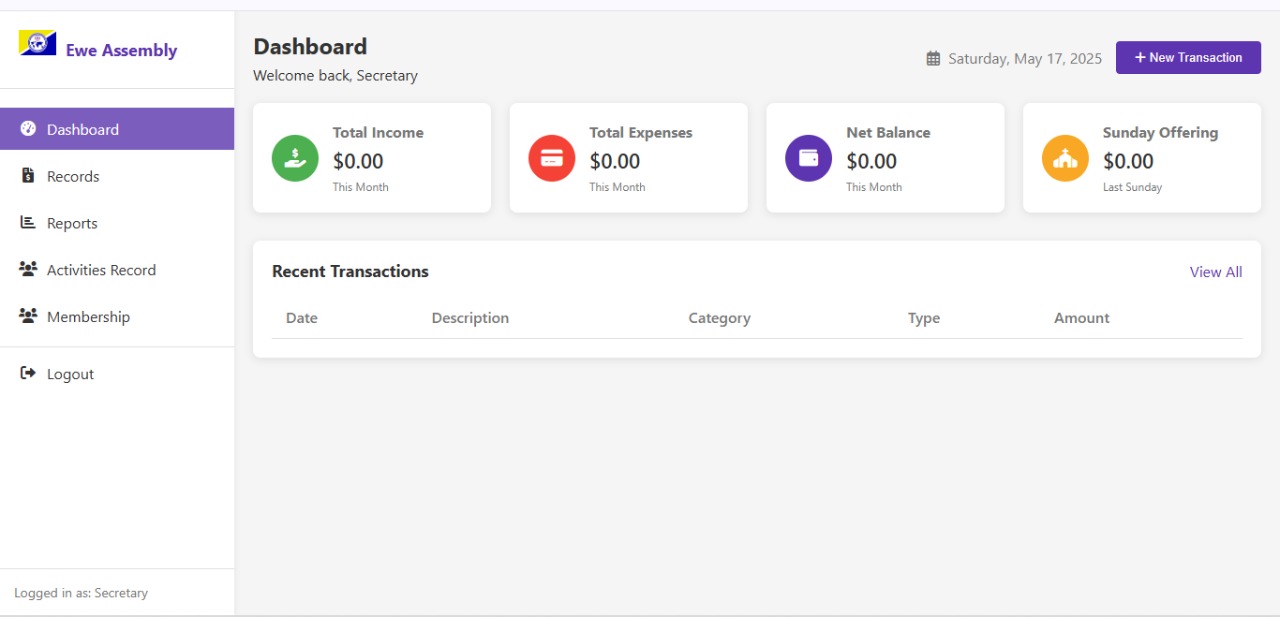 Ewe Assembly
Dashboard
Records
Reports
Activities Record
Membership
Logout
Logged in as: Secretary
Dashboard
Welcome back, Secretary
Saturday, May 17, 2025
+ New Transaction
Total Income
$0.00
This Month
Total Expenses
$0.00
This Month
Net Balance
$0.00
This Month
Sunday Offering
$0.00
Last Sunday
Recent Transactions
View All
Date Description Category Type Amount